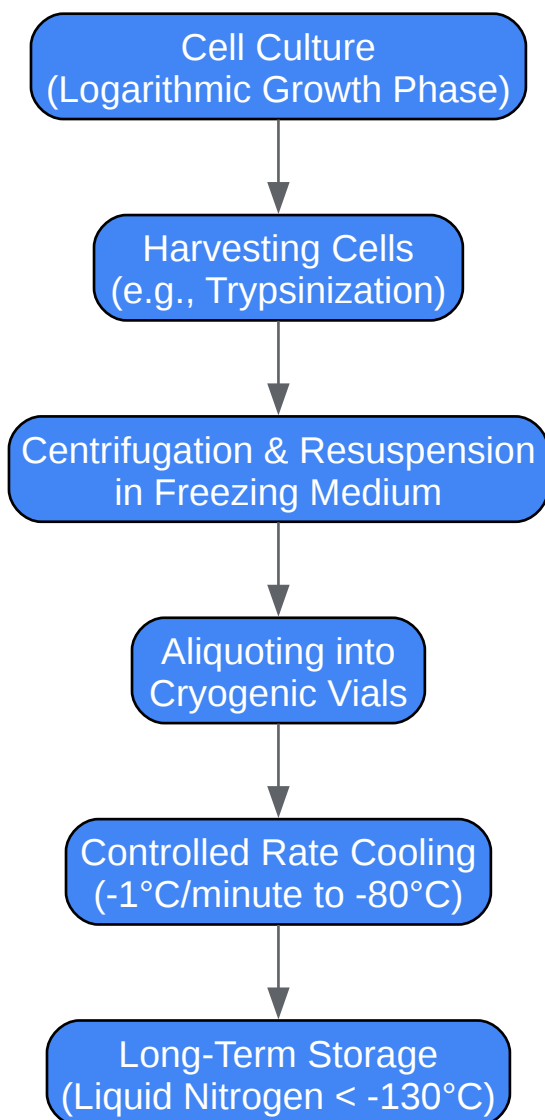 Cell Culture
(Logarithmic Growth Phase)
Harvesting Cells
(e.g., Trypsinization)
Centrifugation & Resuspension
in Freezing Medium
Aliquoting into
Cryogenic Vials
Controlled Rate Cooling
(-1°C/minute to -80°C)
Long-Term Storage
(Liquid Nitrogen < -130°C)